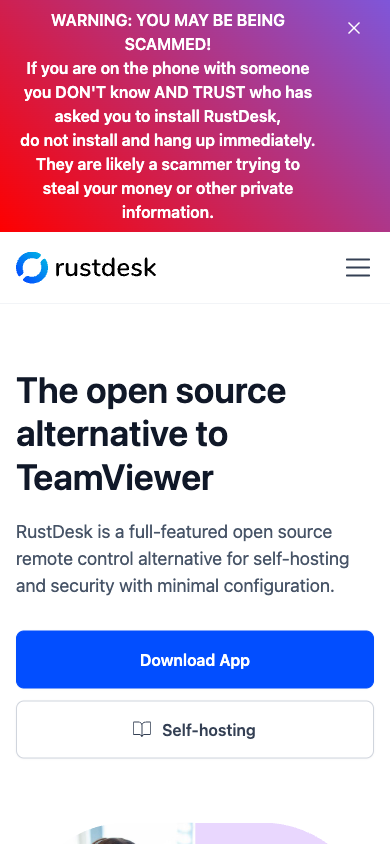 WARNING: YOU MAY BE BEING
SCAMMED!
If you are on the phone with someone
you DON'T know AND TRUST who has
asked you to install RustDesk,
do not install and hang up immediately.
They are likely a scammer trying to
steal your money or other private
information.
rustdesk
The open source
alternative to
TeamViewer
RustDesk is a full-featured open source
remote control alternative for self-hosting
and security with minimal configuration.
Download App
Self-hosting